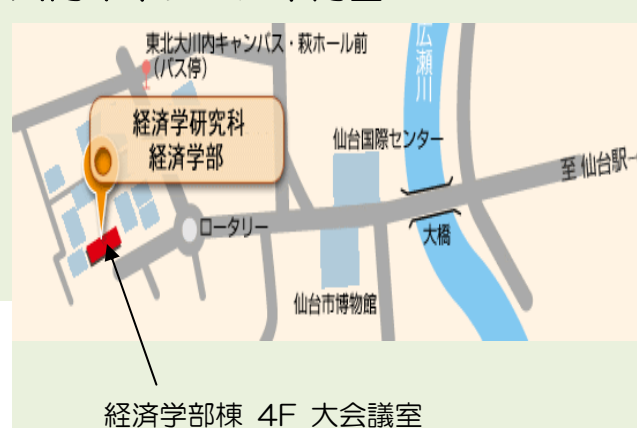 東北大川内キャンパス・萩ホール前
(バス停)
経済学研究科
経済学部
広瀬川
仙台国際センター
至 仙台駅
ロータリー
大橋
仙台市博物館
経済学部棟 4F 大会議室